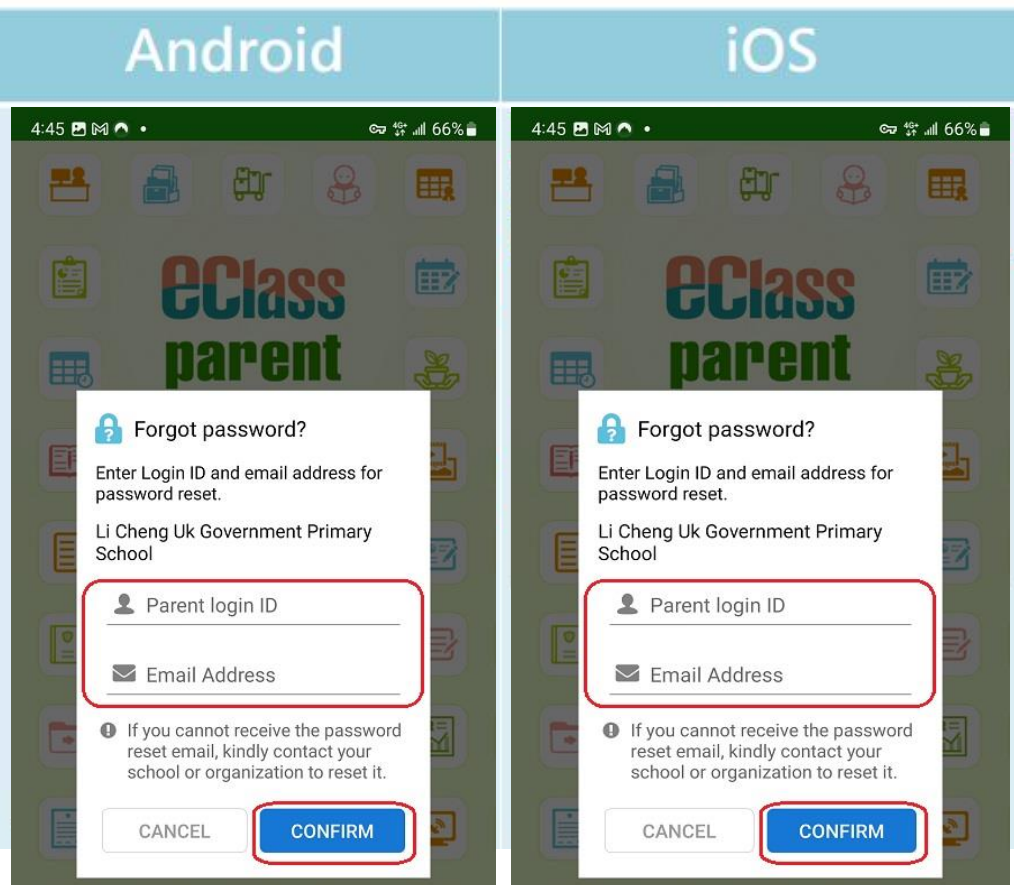 Android
4:45
4G+
66%
eClass
parent
Forgot password?
Enter Login ID and email address for
password reset.
Li Cheng Uk Government Primary
School
Parent login ID
Email Address
If you cannot receive the password
reset email, kindly contact your
school or organization to reset it.
CANCEL
CONFIRM
iOS
4:45
4G+
66%
eClass
parent
Forgot password?
Enter Login ID and email address for
password reset.
Li Cheng Uk Government Primary
School
Parent login ID
Email Address
If you cannot receive the password
reset email, kindly contact your
school or organization to reset it.
CANCEL
CONFIRM